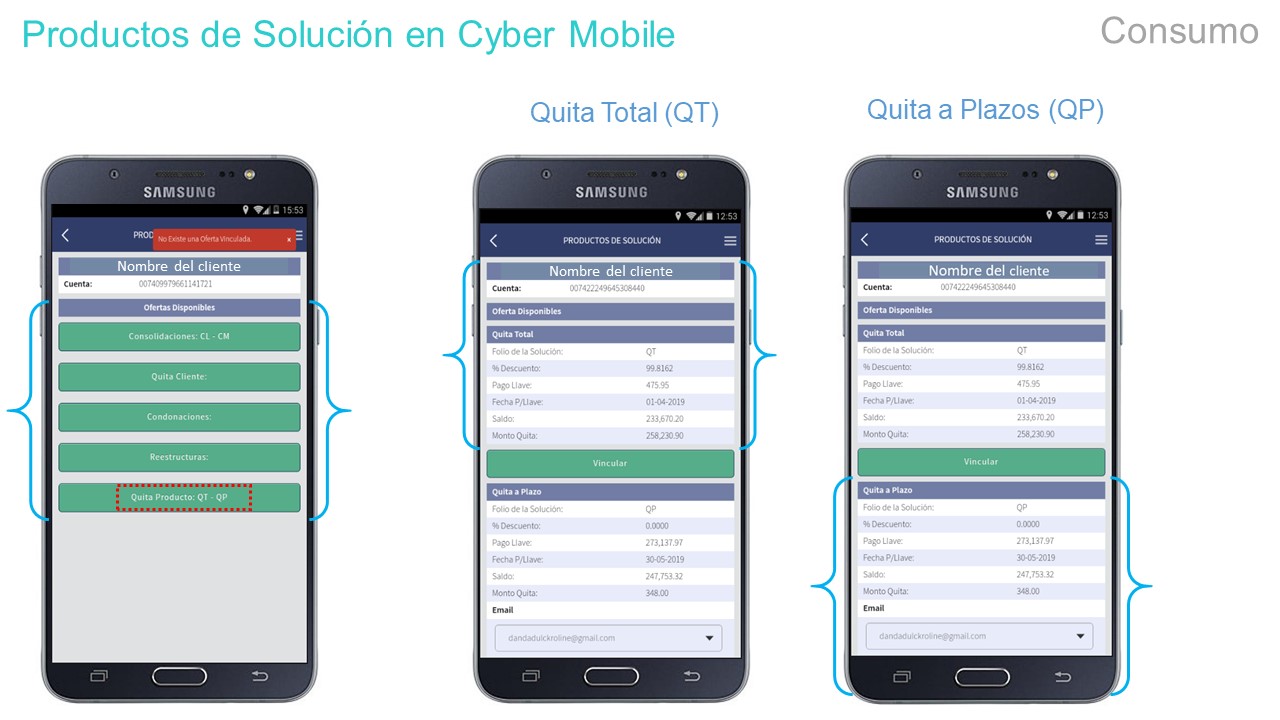 Productos de Solución en Cyber Mobile
Consumo
Quita Total (QT)
Quita a Plazos (QP)
SAMSUNG
15:53
PROD
No Existe una Oferta Vinculada.
x
Nombre del cliente
Cuenta: 007409979661141721
Ofertas Disponibles
Consolidaciones: CL - CM
Quita Cliente:
Condonaciones:
Reestructuras:
Quita Producto: QT - QP
SAMSUNG
12:53
PRODUCTOS DE SOLUCIÓN
Nombre del cliente
Cuenta: 007422249645308440
Oferta Disponibles
Quita Total
Folio de la Solución: QT
% Descuento: 99.8162
Pago Llave: 475.95
Fecha P/Llave: 01-04-2019
Saldo: 233,670.20
Monto Quita: 258,230.90
Vincular
Quita a Plazo
Folio de la Solución: QP
% Descuento: 0.0000
Pago Llave: 273,137.97
Fecha P/Llave: 30-05-2019
Saldo: 247,753.32
Monto Quita: 348.00
Email
dandadulckroline@gmail.com
SAMSUNG
12:53
PRODUCTOS DE SOLUCIÓN
Nombre del cliente
Cuenta: 007422249645308440
Oferta Disponibles
Quita Total
Folio de la Solución: QT
% Descuento: 99.8162
Pago Llave: 475.95
Fecha P/Llave: 01-04-2019
Saldo: 233,670.20
Monto Quita: 258,230.90
Vincular
Quita a Plazo
Folio de la Solución: QP
% Descuento: 0.0000
Pago Llave: 273,137.97
Fecha P/Llave: 30-05-2019
Saldo: 247,753.32
Monto Quita: 348.00
Email
dandadulckroline@gmail.com